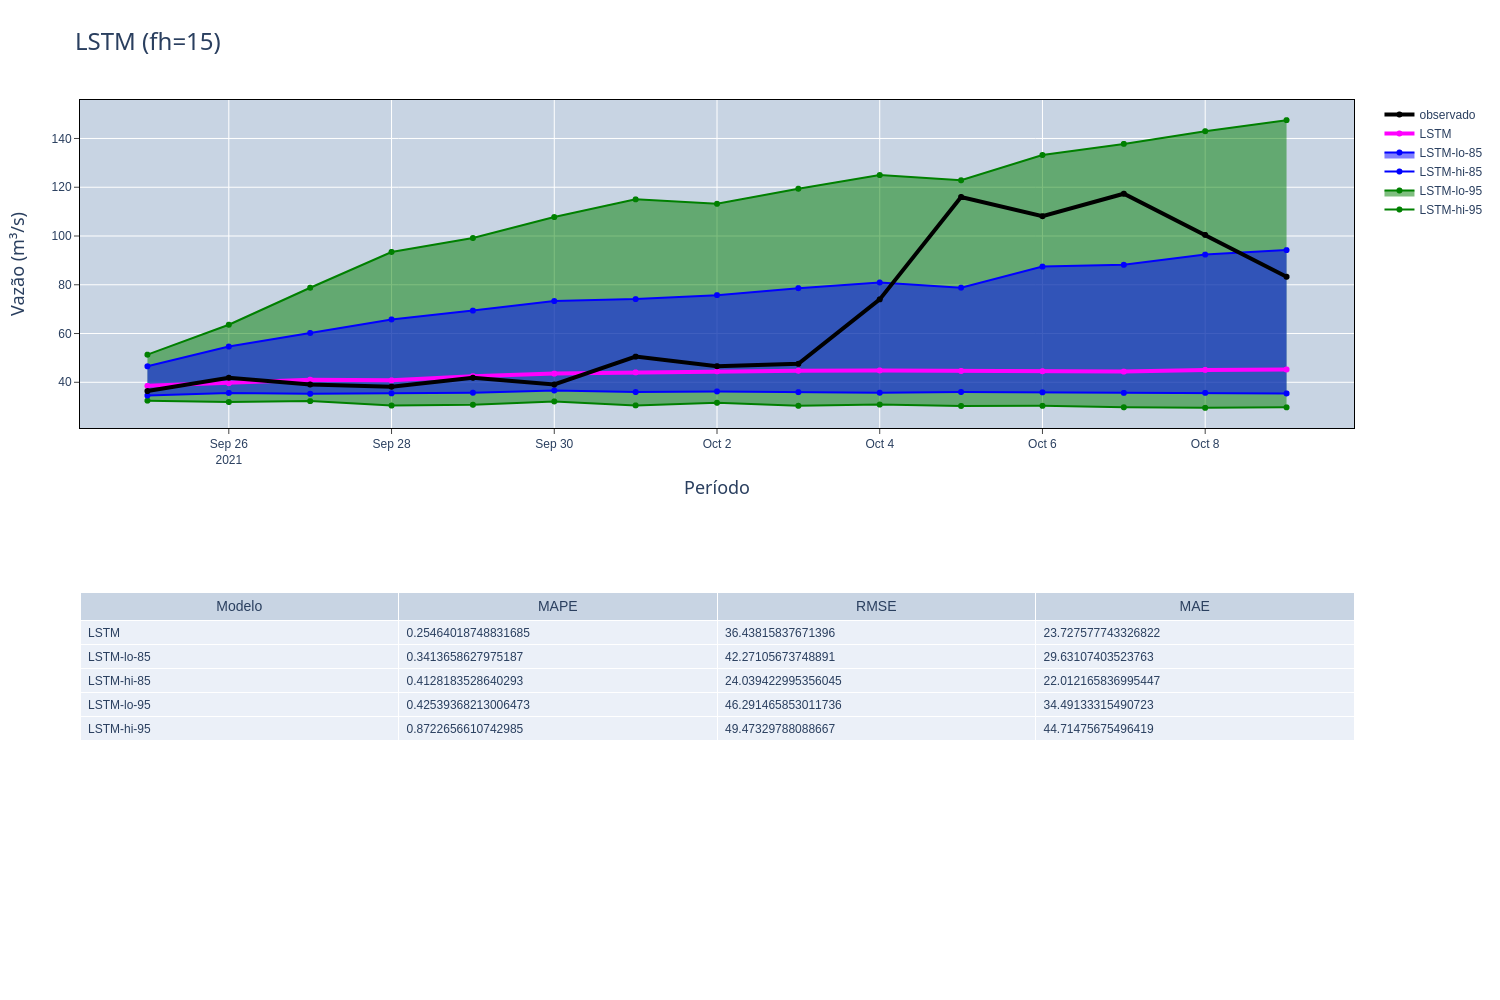 LSTM (fh=15)
observado
LSTM
LSTM-lo-85
LSTM-hi-85
LSTM-lo-95
LSTM-hi-95
Vazão (m³/s)
140
120
100
80
60
40
Sep 26
2021
Sep 28
Sep 30
Oct 2
Oct 4
Oct 6
Oct 8
Período
Modelo MAPE RMSE MAE
LSTM 0.25464018748831685 36.43815837671396 23.727577743326822
LSTM-lo-85 0.3413658627975187 42.27105673748891 29.63107403523763
LSTM-hi-85 0.4128183528640293 24.039422995356045 22.012165836995447
LSTM-lo-95 0.42539368213006473 46.291465853011736 34.49133315490723
LSTM-hi-95 0.8722656610742985 49.47329788088667 44.71475675496419